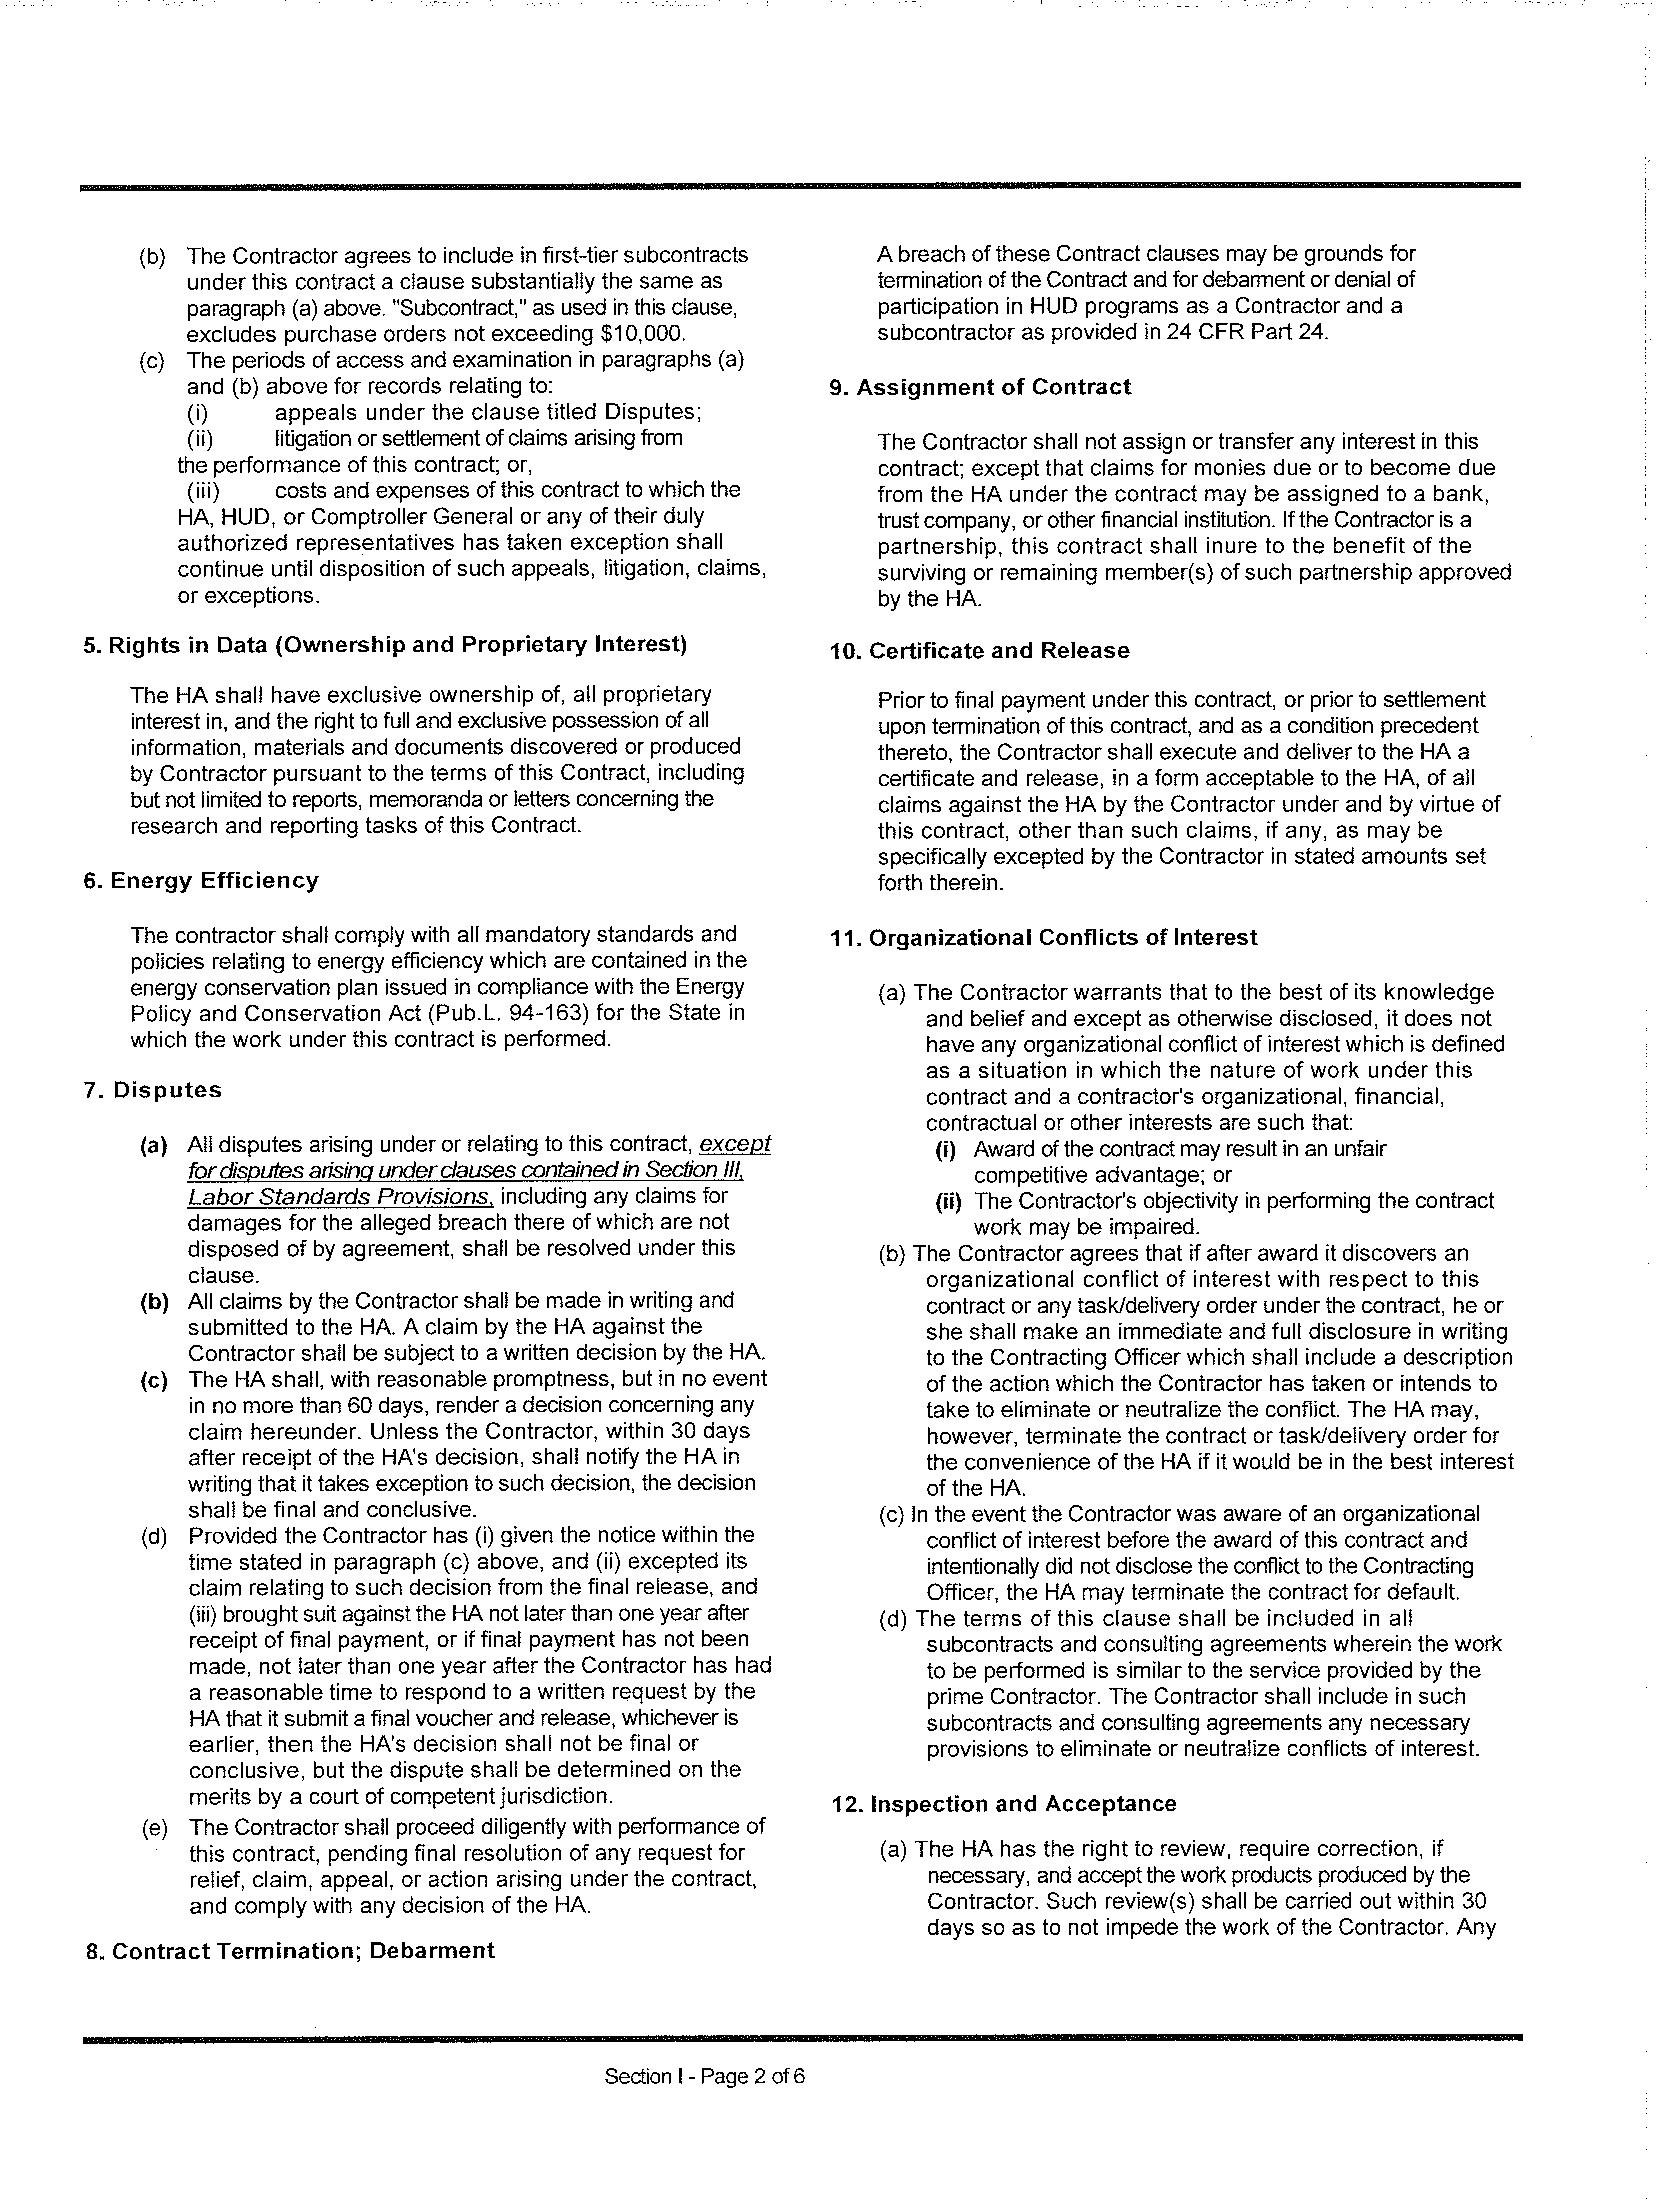 (b) The Contractor agrees to include in first-tier subcontracts
under this contract a clause substantially the same as
paragraph (a) above. "Subcontract," as used in this clause,
excludes purchase orders not exceeding $10,000.
(c) The periods of access and examination in paragraphs (a)
and (b) above for records relating to:
(i) appeals under the clause titled Disputes;
(ii) litigation or settlement of claims arising from
the performance of this contract; or,
(iii) costs and expenses of this contract to which the
HA, HUD, or Comptroller General or any of their duly
authorized representatives has taken exception shall
continue until disposition of such appeals, litigation, claims,
or exceptions.
5. Rights in Data (Ownership and Proprietary Interest)
The HA shall have exclusive ownership of, all proprietary
interest in, and the right to full and exclusive possession of all
information, materials and documents discovered or produced
by Contractor pursuant to the terms of this Contract, including
but not limited to reports, memoranda or letters concerning the
research and reporting tasks of this Contract.
6. Energy Efficiency
The contractor shall comply with all mandatory standards and
policies relating to energy efficiency which are contained in the
energy conservation plan issued in compliance with the Energy
Policy and Conservation Act (Pub.L. 94-163) for the State in
which the work under this contract is performed.
7. Disputes
(a) All disputes arising under or relating to this contract, except
for disputes arising under clauses contained in Section III,
Labor Standards Provisions, including any claims for
damages for the alleged breach there of which are not
disposed of by agreement, shall be resolved under this
clause.
(b) All claims by the Contractor shall be made in writing and
submitted to the HA. A claim by the HA against the
Contractor shall be subject to a written decision by the HA.
(c) The HA shall, with reasonable promptness, but in no event
in no more than 60 days, render a decision concerning any
claim hereunder. Unless the Contractor, within 30 days
after receipt of the HA's decision, shall notify the HA in
writing that it takes exception to such decision, the decision
shall be final and conclusive.
(d) Provided the Contractor has (i) given the notice within the
time stated in paragraph (c) above, and (ii) excepted its
claim relating to such decision from the final release, and
(iii) brought suit against the HA not later than one year after
receipt of final payment, or if final payment has not been
made, not later than one year after the Contractor has had
a reasonable time to respond to a written request by the
HA that it submit a final voucher and release, whichever is
earlier, then the HA's decision shall not be final or
conclusive, but the dispute shall be determined on the
merits by a court of competent jurisdiction.
(e) The Contractor shall proceed diligently with performance of
this contract, pending final resolution of any request for
relief, claim, appeal, or action arising under the contract,
and comply with any decision of the HA.
8. Contract Termination; Debarment
A breach of these Contract clauses may be grounds for
termination of the Contract and for debarment or denial of
participation in HUD programs as a Contractor and a
subcontractor as provided in 24 CFR Part 24.
9. Assignment of Contract
The Contractor shall not assign or transfer any interest in this
contract; except that claims for monies due or to become due
from the HA under the contract may be assigned to a bank,
trust company, or other financial institution. If the Contractor is a
partnership, this contract shall inure to the benefit of the
surviving or remaining member(s) of such partnership approved
by the HA.
10. Certificate and Release
Prior to final payment under this contract, or prior to settlement
upon termination of this contract, and as a condition precedent
thereto, the Contractor shall execute and deliver to the HA a
certificate and release, in a form acceptable to the HA, of all
claims against the HA by the Contractor under and by virtue of
this contract, other than such claims, if any, as may be
specifically excepted by the Contractor in stated amounts set
forth therein.
11. Organizational Conflicts of Interest
(a) The Contractor warrants that to the best of its knowledge
and belief and except as otherwise disclosed, it does not
have any organizational conflict of interest which is defined
as a situation in which the nature of work under this
contract and a contractor's organizational, financial,
contractual or other interests are such that:
(i) Award of the contract may result in an unfair
competitive advantage; or
(ii) The Contractor's objectivity in performing the contract
work may be impaired.
(b) The Contractor agrees that if after award it discovers an
organizational conflict of interest with respect to this
contract or any task/delivery order under the contract, he or
she shall make an immediate and full disclosure in writing
to the Contracting Officer which shall include a description
of the action which the Contractor has taken or intends to
take to eliminate or neutralize the conflict. The HA may,
however, terminate the contract or task/delivery order for
the convenience of the HA if it would be in the best interest
of the HA.
(c) In the event the Contractor was aware of an organizational
conflict of interest before the award of this contract and
intentionally did not disclose the conflict to the Contracting
Officer, the HA may terminate the contract for default.
(d) The terms of this clause shall be included in all
subcontracts and consulting agreements wherein the work
to be performed is similar to the service provided by the
prime Contractor. The Contractor shall include in such
subcontracts and consulting agreements any necessary
provisions to eliminate or neutralize conflicts of interest.
12. Inspection and Acceptance
(a) The HA has the right to review, require correction, if
necessary, and accept the work products produced by the
Contractor. Such review(s) shall be carried out within 30
days so as to not impede the work of the Contractor. Any
Section I - Page 2 of 6